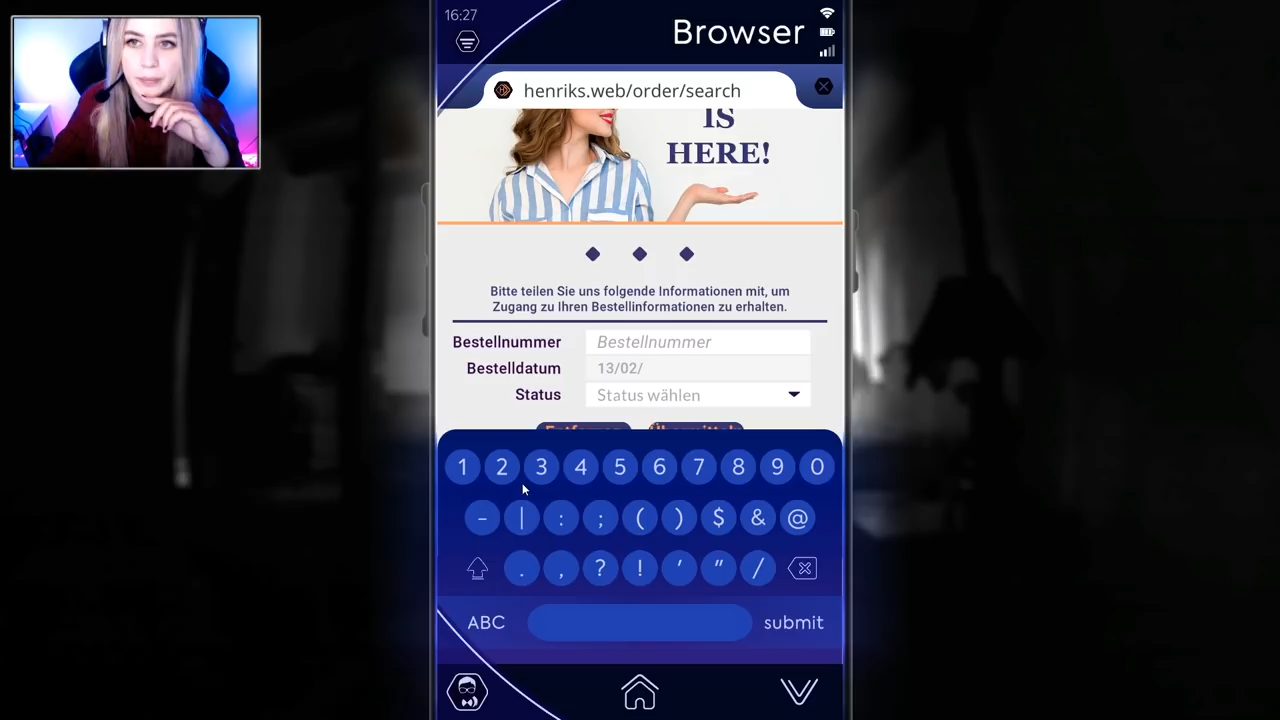 16:27
Browser
henriks.web/order/search
IS
HERE!
Bitte teilen Sie uns folgende Informationen mit, um
Zugang zu Ihren Bestellinformationen zu erhalten.
Bestellnummer Bestellnummer
Bestelldatum 13/02/
Status Status wählen
1 2 3 4 5 6 7 8 9 0
- | : ; ( ) $ & @
. , ? ! ' " /
ABC submit